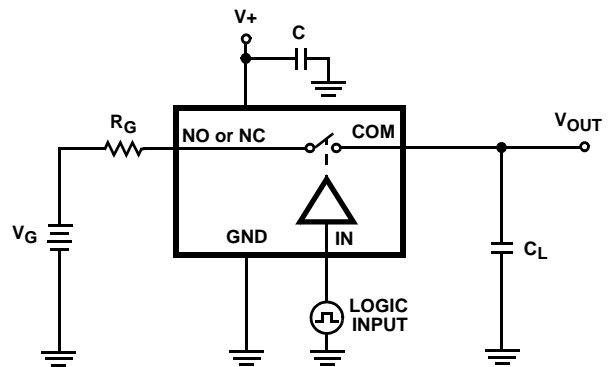 V+
C
RG
NO or NC
COM
VOUT
VG
GND
IN
CL
LOGIC
INPUT